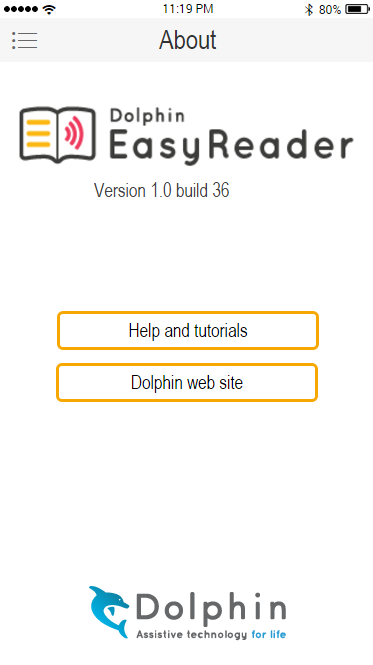 11:19 PM
80%
About
Dolphin
EasyReader
Version 1.0 build 36
Help and tutorials
Dolphin web site
Dolphin
Assistive technology for life